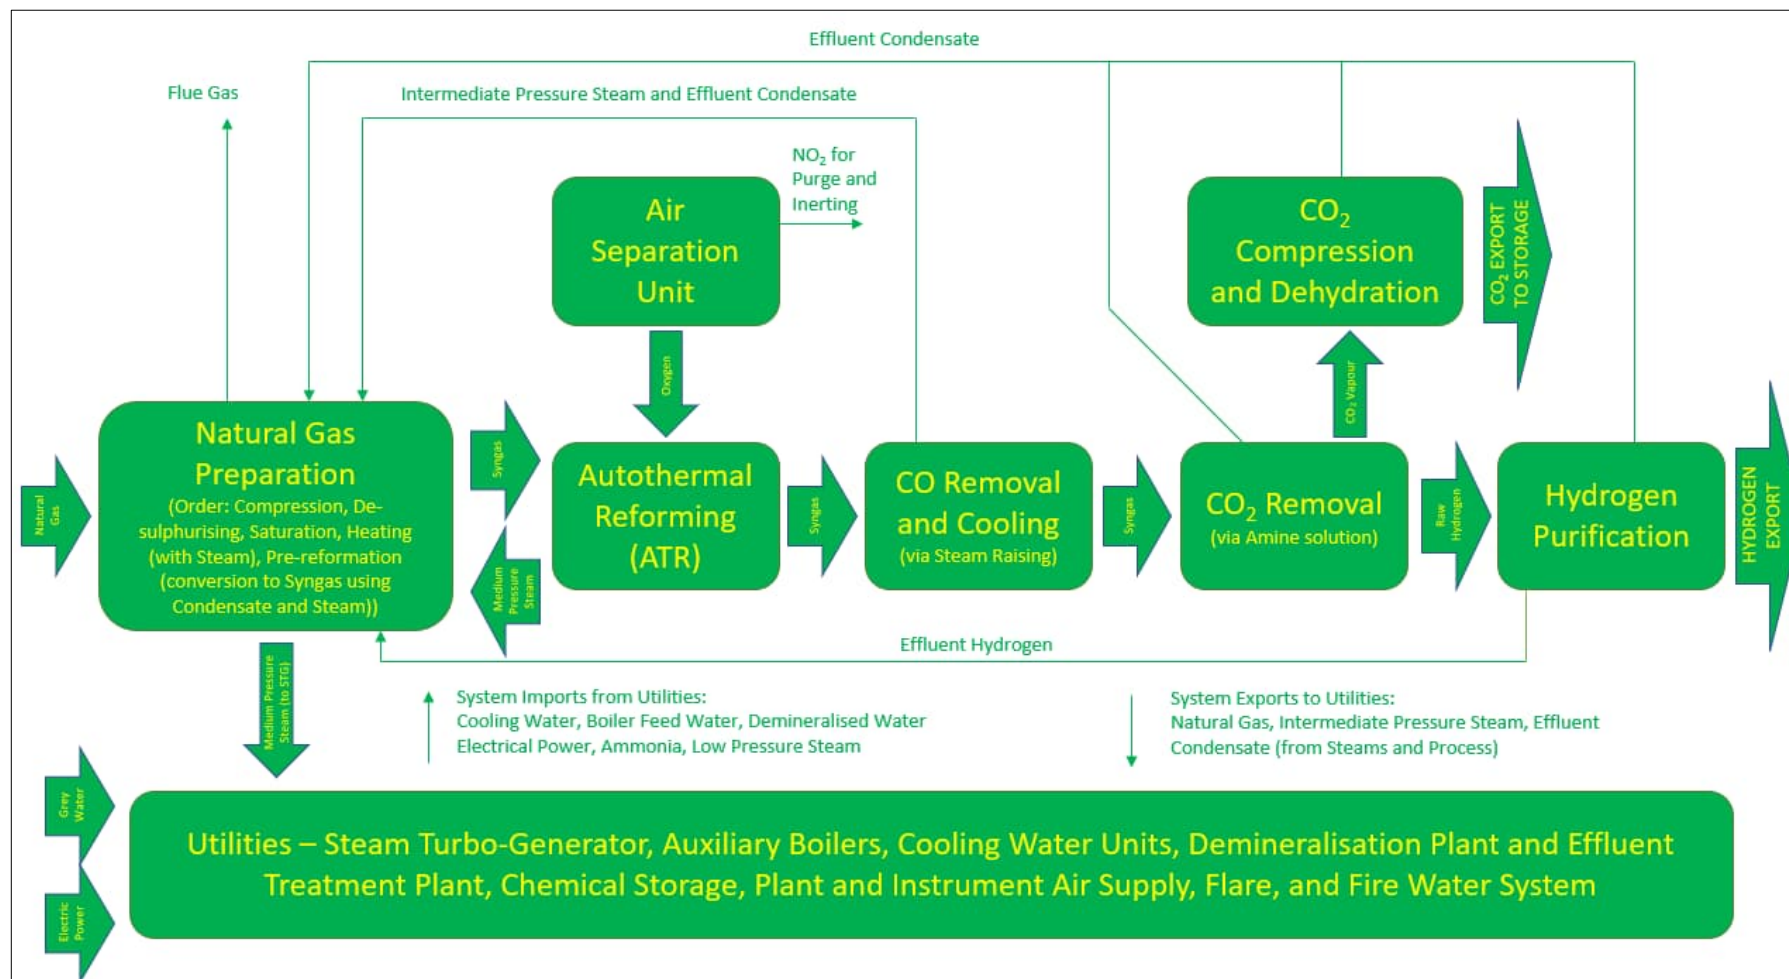 Effluent Condensate
Flue Gas
Intermediate Pressure Steam and Effluent Condensate
NO₂ for
Purge and
Inerting
Air
Separation
Unit
CO₂
Compression
and Dehydration
CO₂ EXPORT
TO STORAGE
Oxygen
CO₂ Vapour
Natural
Gas
Natural Gas
Preparation
(Order: Compression, De-
sulphurising, Saturation, Heating
(with Steam), Pre-reformation
(conversion to Syngas using
Condensate and Steam))
Syngas
Medium
Pressure
Steam
Autothermal
Reforming
(ATR)
Syngas
CO Removal
and Cooling
(via Steam Raising)
Syngas
CO₂ Removal
(via Amine solution)
Raw
Hydrogen
Hydrogen
Purification
HYDROGEN
EXPORT
Effluent Hydrogen
Medium Pressure
Steam (to STG)
System Imports from Utilities:
Cooling Water, Boiler Feed Water, Demineralised Water
Electrical Power, Ammonia, Low Pressure Steam
System Exports to Utilities:
Natural Gas, Intermediate Pressure Steam, Effluent
Condensate (from Steams and Process)
Grey
Water
Electric
Power
Utilities – Steam Turbo-Generator, Auxiliary Boilers, Cooling Water Units, Demineralisation Plant and Effluent
Treatment Plant, Chemical Storage, Plant and Instrument Air Supply, Flare, and Fire Water System